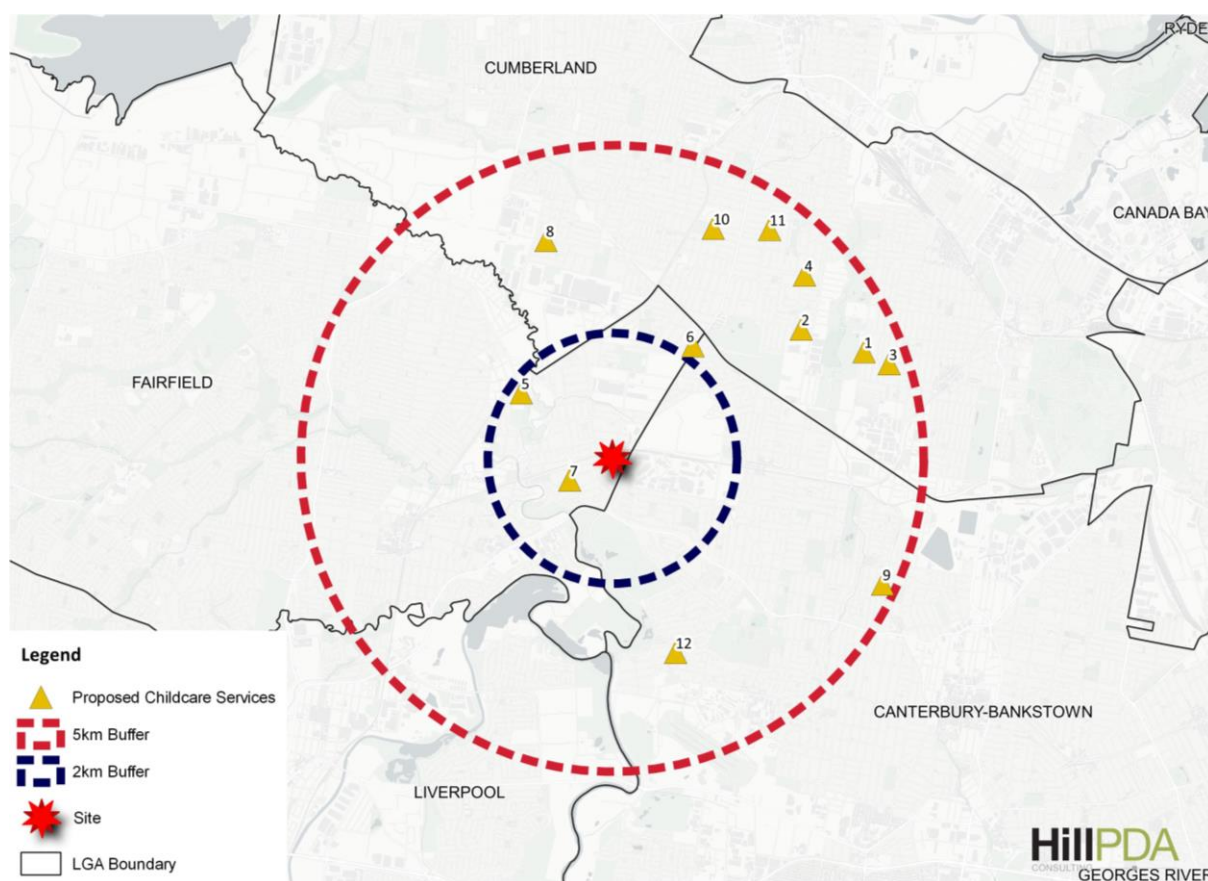 RYDE
CUMBERLAND
CANADA BAY
10
11
8
4
2
6
1
3
FAIRFIELD
5
7
9
12
CANTERBURY-BANKSTOWN
LIVERPOOL
Legend
Proposed Childcare Services
5km Buffer
2km Buffer
Site
LGA Boundary
HillPDA
CONSULTING
GEORGES RIVER